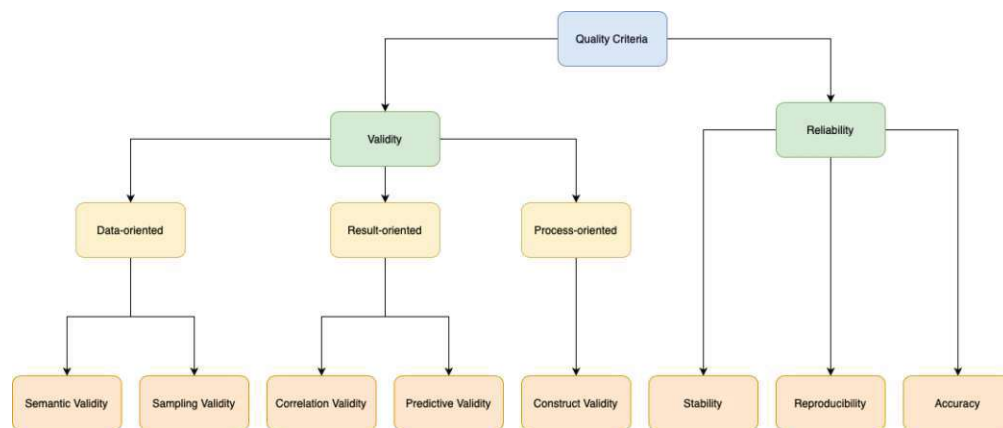 Quality Criteria
Validity
Reliability
Data-oriented
Result-oriented
Process-oriented
Semantic Validity
Sampling Validity
Correlation Validity
Predictive Validity
Construct Validity
Stability
Reproducibility
Accuracy